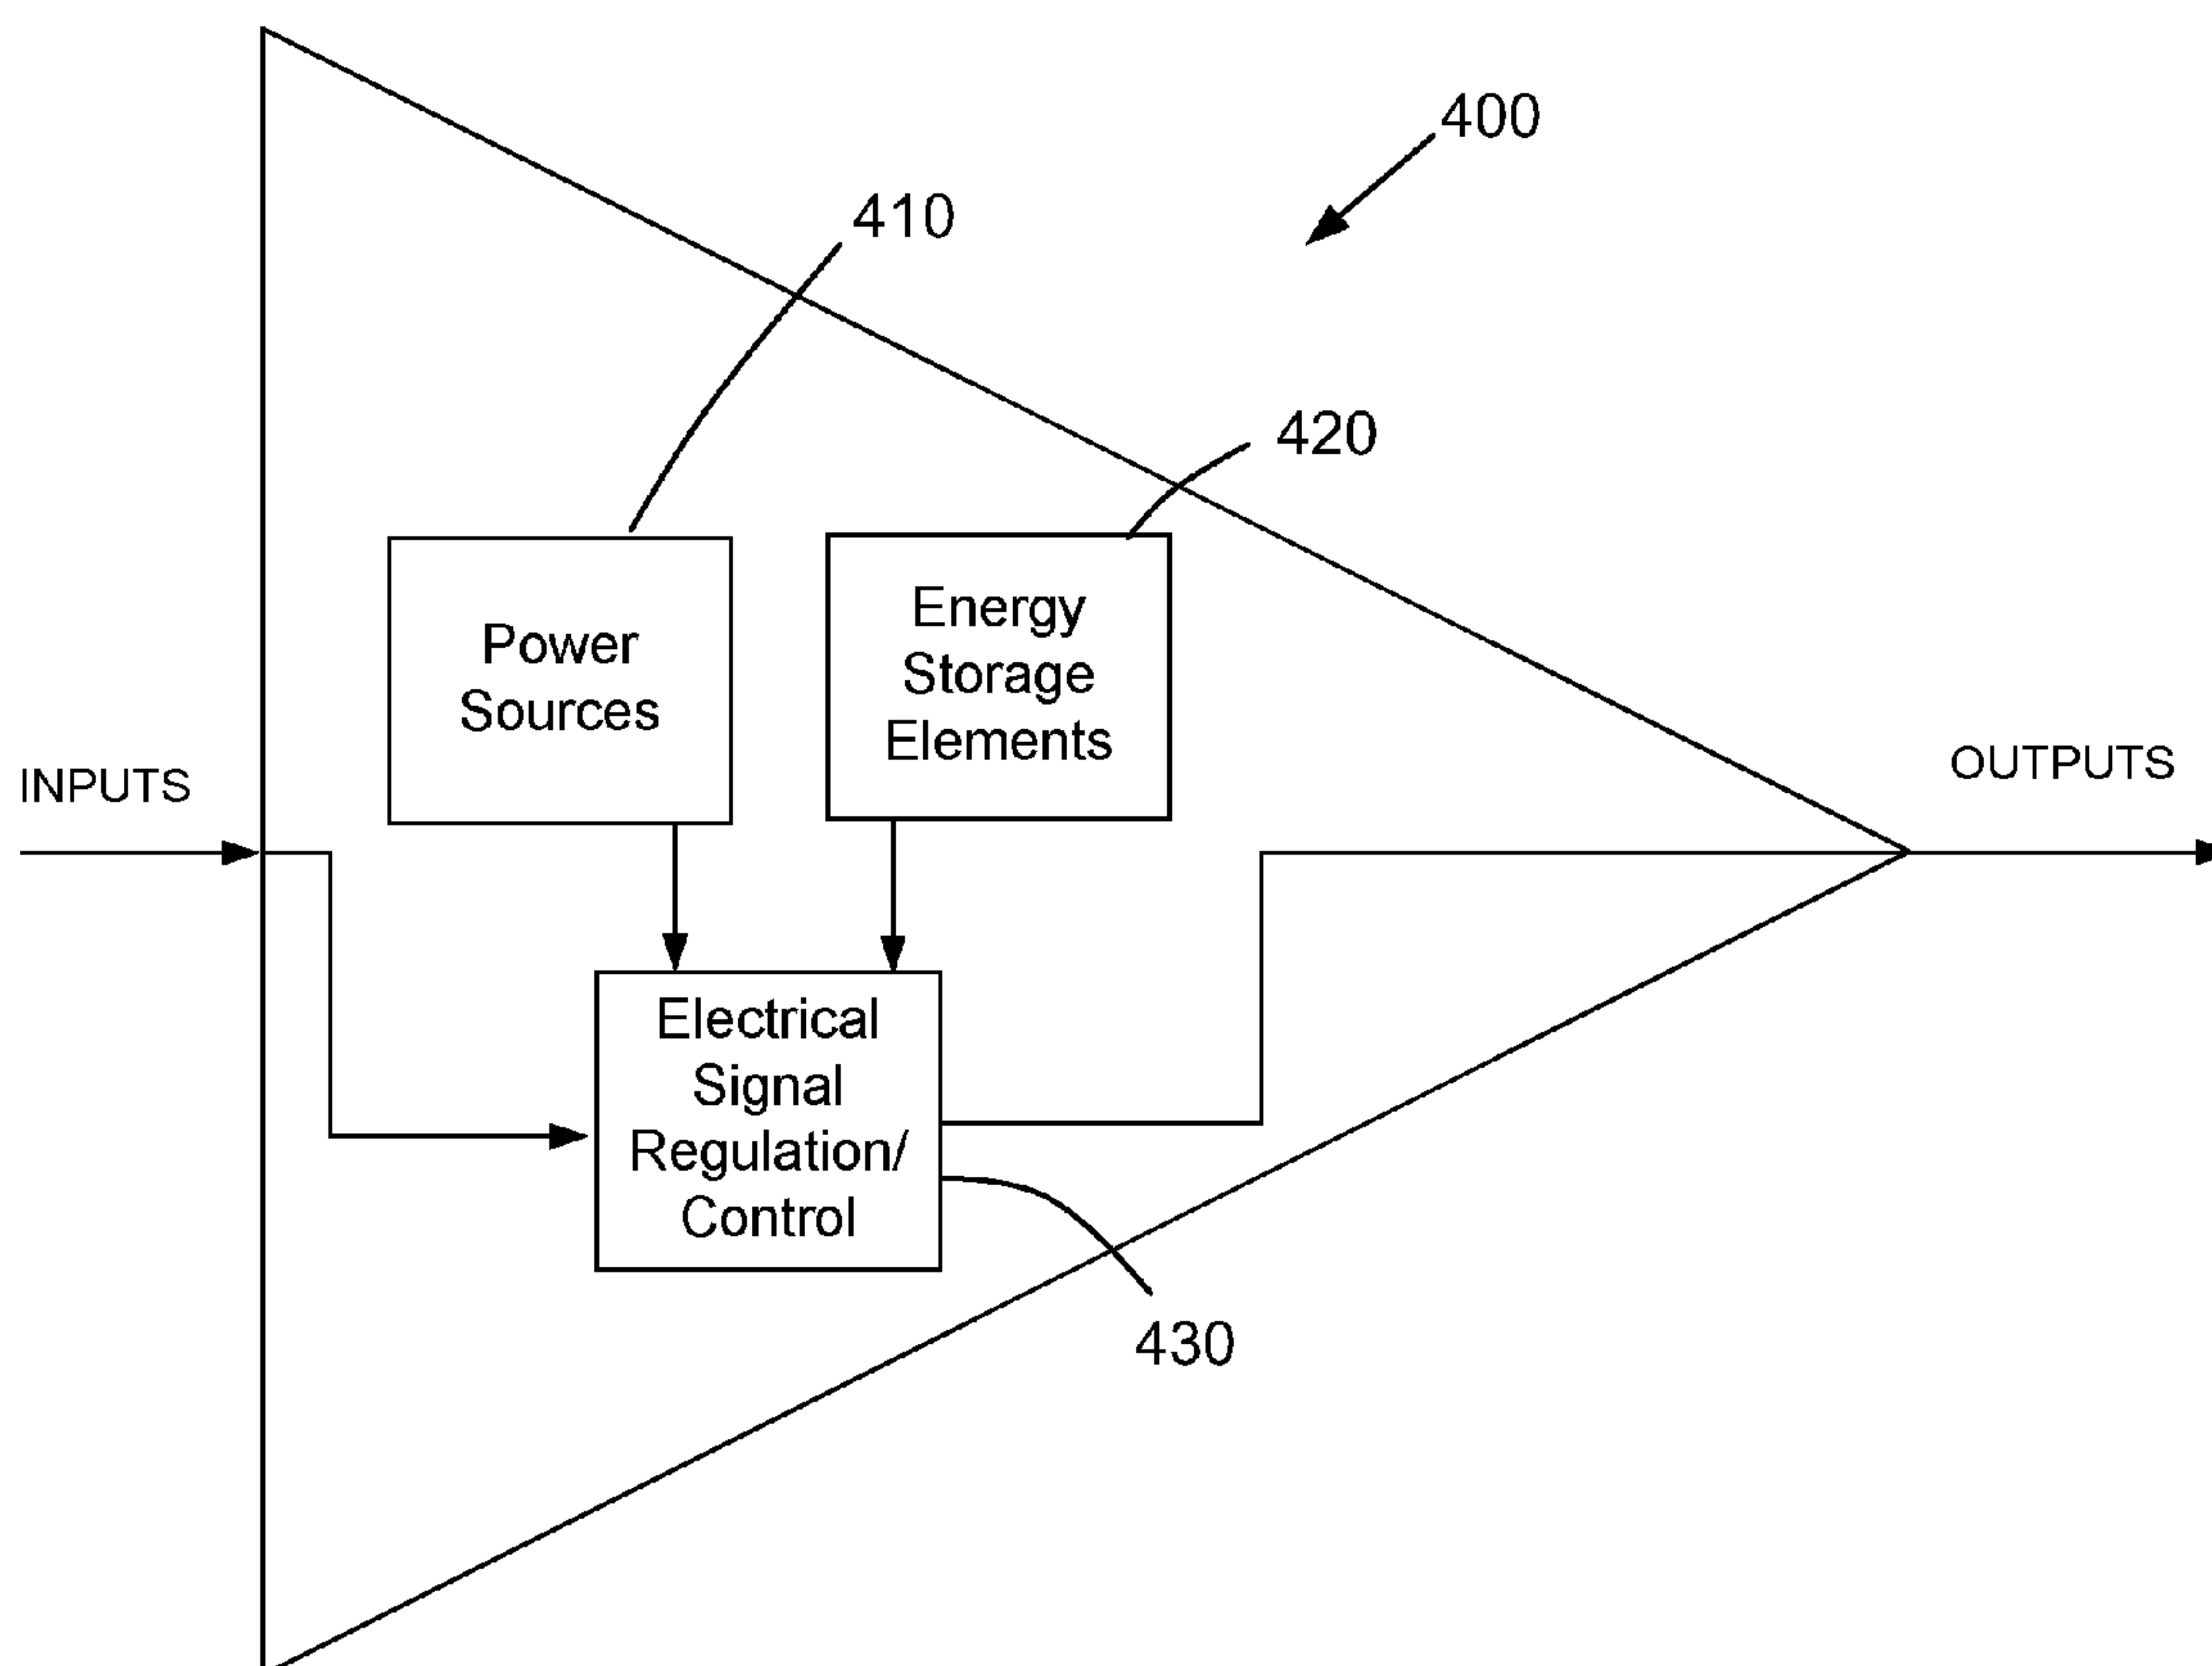 400
410
420
Power
Sources
Energy
Storage
Elements
INPUTS
OUTPUTS
Electrical
Signal
Regulation/
Control
430